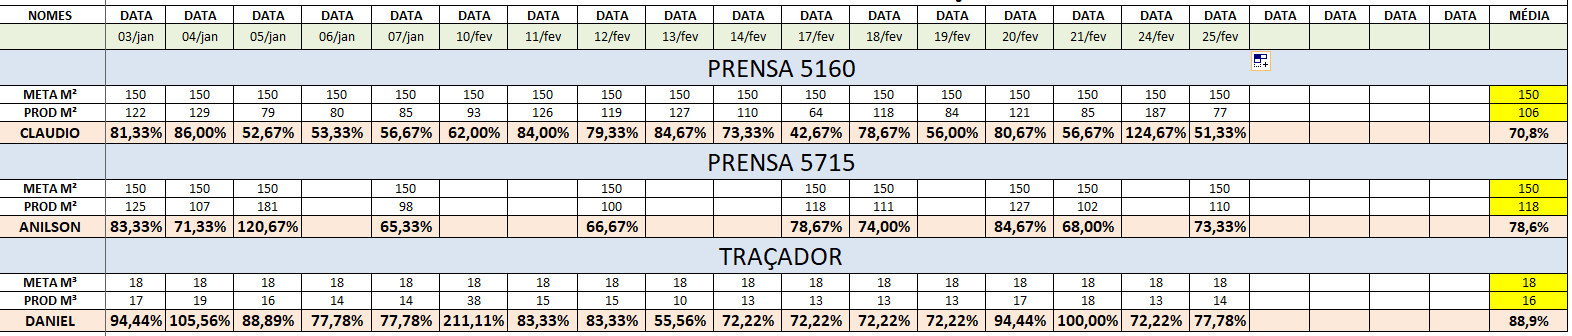 NOMES DATA DATA DATA DATA DATA DATA DATA DATA DATA DATA DATA DATA DATA DATA DATA DATA DATA DATA DATA DATA DATA MÉDIA
03/jan 04/jan 05/jan 06/jan 07/jan 10/fev 11/fev 12/fev 13/fev 14/fev 17/fev 18/fev 19/fev 20/fev 21/fev 24/fev 25/fev
PRENSA 5160
META M² 150 150 150 150 150 150 150 150 150 150 150 150 150 150 150 150 150 150
PROD M² 122 129 79 80 85 93 126 119 127 110 64 118 84 121 85 187 77 106
CLAUDIO 81,33% 86,00% 52,67% 53,33% 56,67% 62,00% 84,00% 79,33% 84,67% 73,33% 42,67% 78,67% 56,00% 80,67% 56,67% 124,67% 51,33% 70,8%
PRENSA 5715
META M² 150 150 150 150 150 150 150 150 150 150 150
PROD M² 125 107 181 98 100 118 111 127 102 110 118
ANILSON 83,33% 71,33% 120,67% 65,33% 66,67% 78,67% 74,00% 84,67% 68,00% 73,33% 78,6%
TRAÇADOR
META M³ 18 18 18 18 18 18 18 18 18 18 18 18 18 18 18 18 18 18
PROD M³ 17 19 16 14 14 38 15 15 10 13 13 13 13 17 18 13 14 16
DANIEL 94,44% 105,56% 88,89% 77,78% 77,78% 211,11% 83,33% 83,33% 55,56% 72,22% 72,22% 72,22% 72,22% 94,44% 100,00% 72,22% 77,78% 88,9%